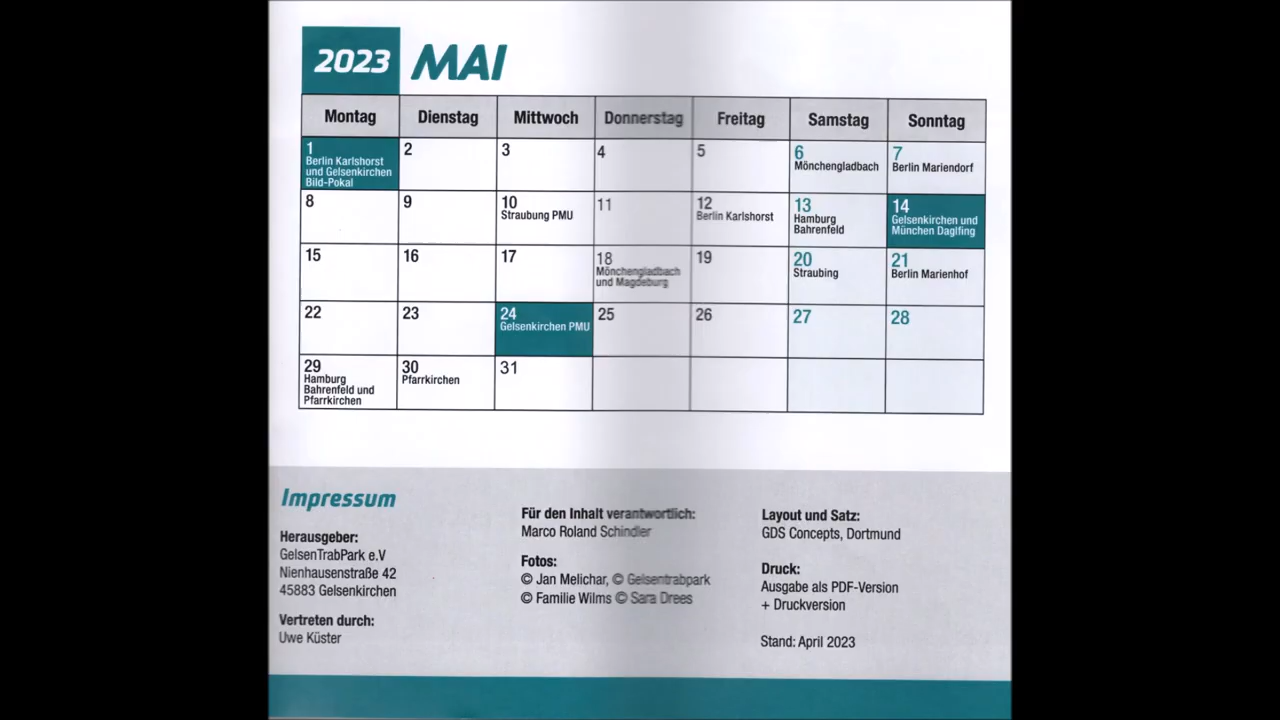 2023 MAI
Montag Dienstag Mittwoch Donnerstag Freitag Samstag Sonntag
1
Berlin Karlshorst
und Gelsenkirchen
Bild-Pokal
2
3
4
5
6
Mönchengladbach
7
Berlin Mariendorf
8
9
10
Straubung PMU
11
12
Berlin Karlshorst
13
Hamburg
Bahrenfeld
14
Gelsenkirchen und
München Daglfing
15
16
17
18
Mönchengladbach
und Magdeburg
19
20
Straubing
21
Berlin Marienhof
22
23
24
Gelsenkirchen PMU
25
26
27
28
29
Hamburg
Bahrenfeld und
Pfarrkirchen
30
Pfarrkirchen
31
Impressum
Herausgeber:
GelsenTrabPark e.V
Nienhausenstraße 42
45883 Gelsenkirchen
Vertreten durch:
Uwe Küster
Für den Inhalt verantwortlich:
Marco Roland Schindler
Fotos:
© Jan Melichar, © Gelsentrabpark
© Familie Wilms © Sara Drees
Layout und Satz:
GDS Concepts, Dortmund
Druck:
Ausgabe als PDF-Version
+ Druckversion
Stand: April 2023